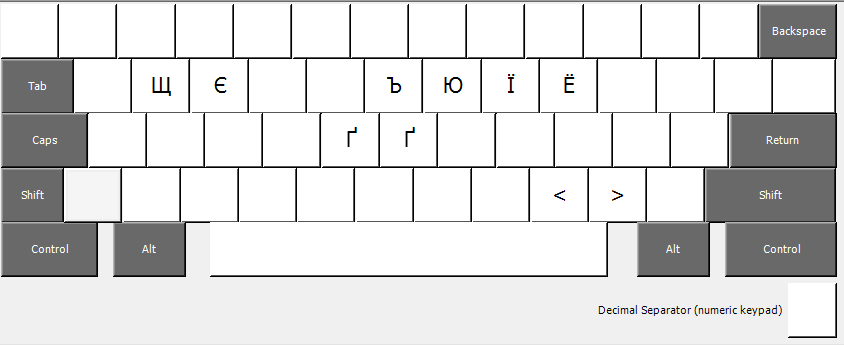 Backspace
Tab Щ Є Ъ Ю Ї Ё
Caps Ґ Ґ Return
Shift < > Shift
Control Alt Alt Control
Decimal Separator (numeric keypad)